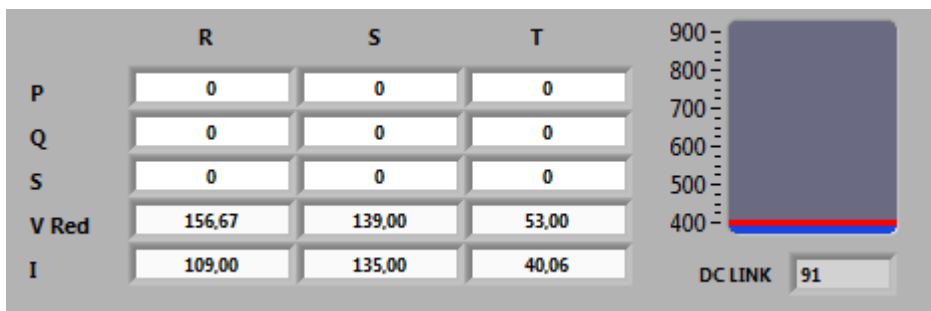 R S T
P 0 0 0
Q 0 0 0
S 0 0 0
V Red 156,67 139,00 53,00
I 109,00 135,00 40,06
900
800
700
600
500
400
DC LINK 91